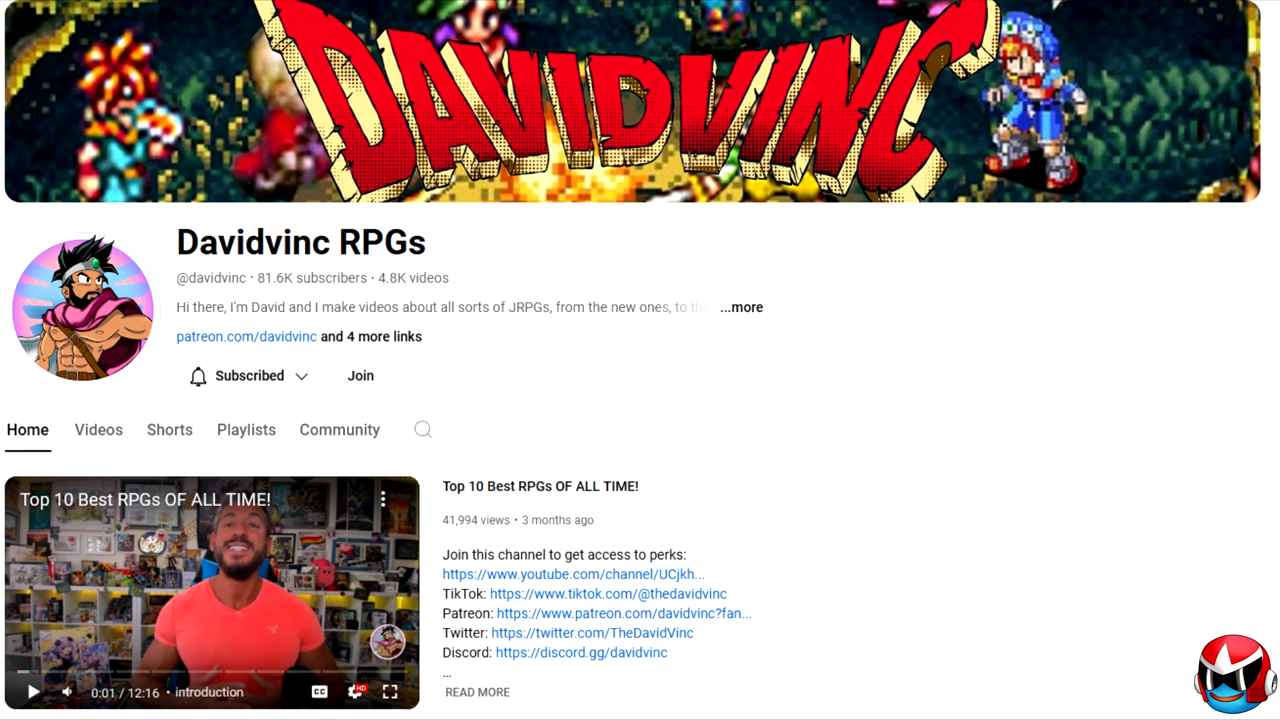 DAVIDVINC
Davidvinc RPGs
@davidvinc · 81.6K subscribers · 4.8K videos
Hi there, I'm David and I make videos about all sorts of JRPGs, from the new ones, to the ...more
patreon.com/davidvinc and 4 more links
Subscribed
Join
Home Videos Shorts Playlists Community
Top 10 Best RPGs OF ALL TIME!
0:01 / 12:16 · introduction
CC
HD
Top 10 Best RPGs OF ALL TIME!
41,994 views · 3 months ago
Join this channel to get access to perks:
https://www.youtube.com/channel/UCjkh...
TikTok: https://www.tiktok.com/@thedavidvinc
Patreon: https://www.patreon.com/davidvinc?fan...
Twitter: https://twitter.com/TheDavidVinc
Discord: https://discord.gg/davidvinc
...
READ MORE